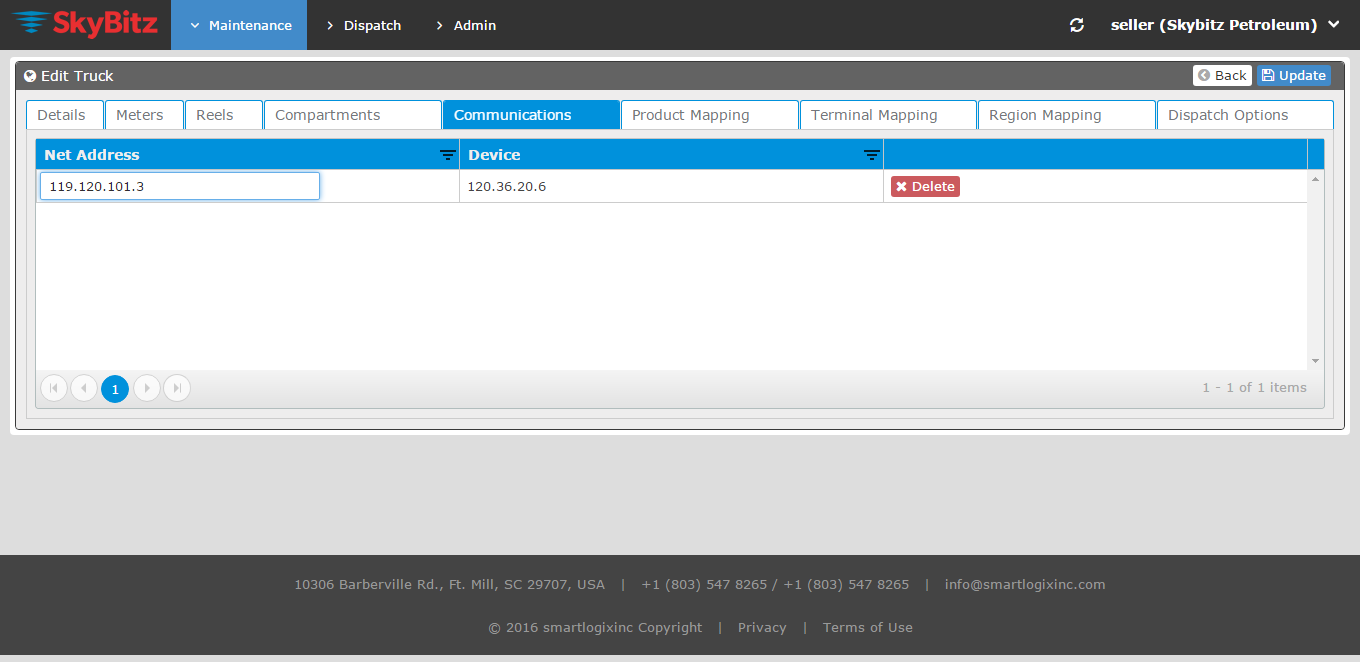 SkyBitz Maintenance Dispatch Admin seller (Skybitz Petroleum)
Edit Truck Back Update
Details Meters Reels Compartments Communications Product Mapping Terminal Mapping Region Mapping Dispatch Options
Net Address Device
119.120.101.3 120.36.20.6 Delete
1 1 - 1 of 1 items
10306 Barberville Rd., Ft. Mill, SC 29707, USA | +1 (803) 547 8265 / +1 (803) 547 8265 | info@smartlogixinc.com
© 2016 smartlogixinc Copyright | Privacy | Terms of Use